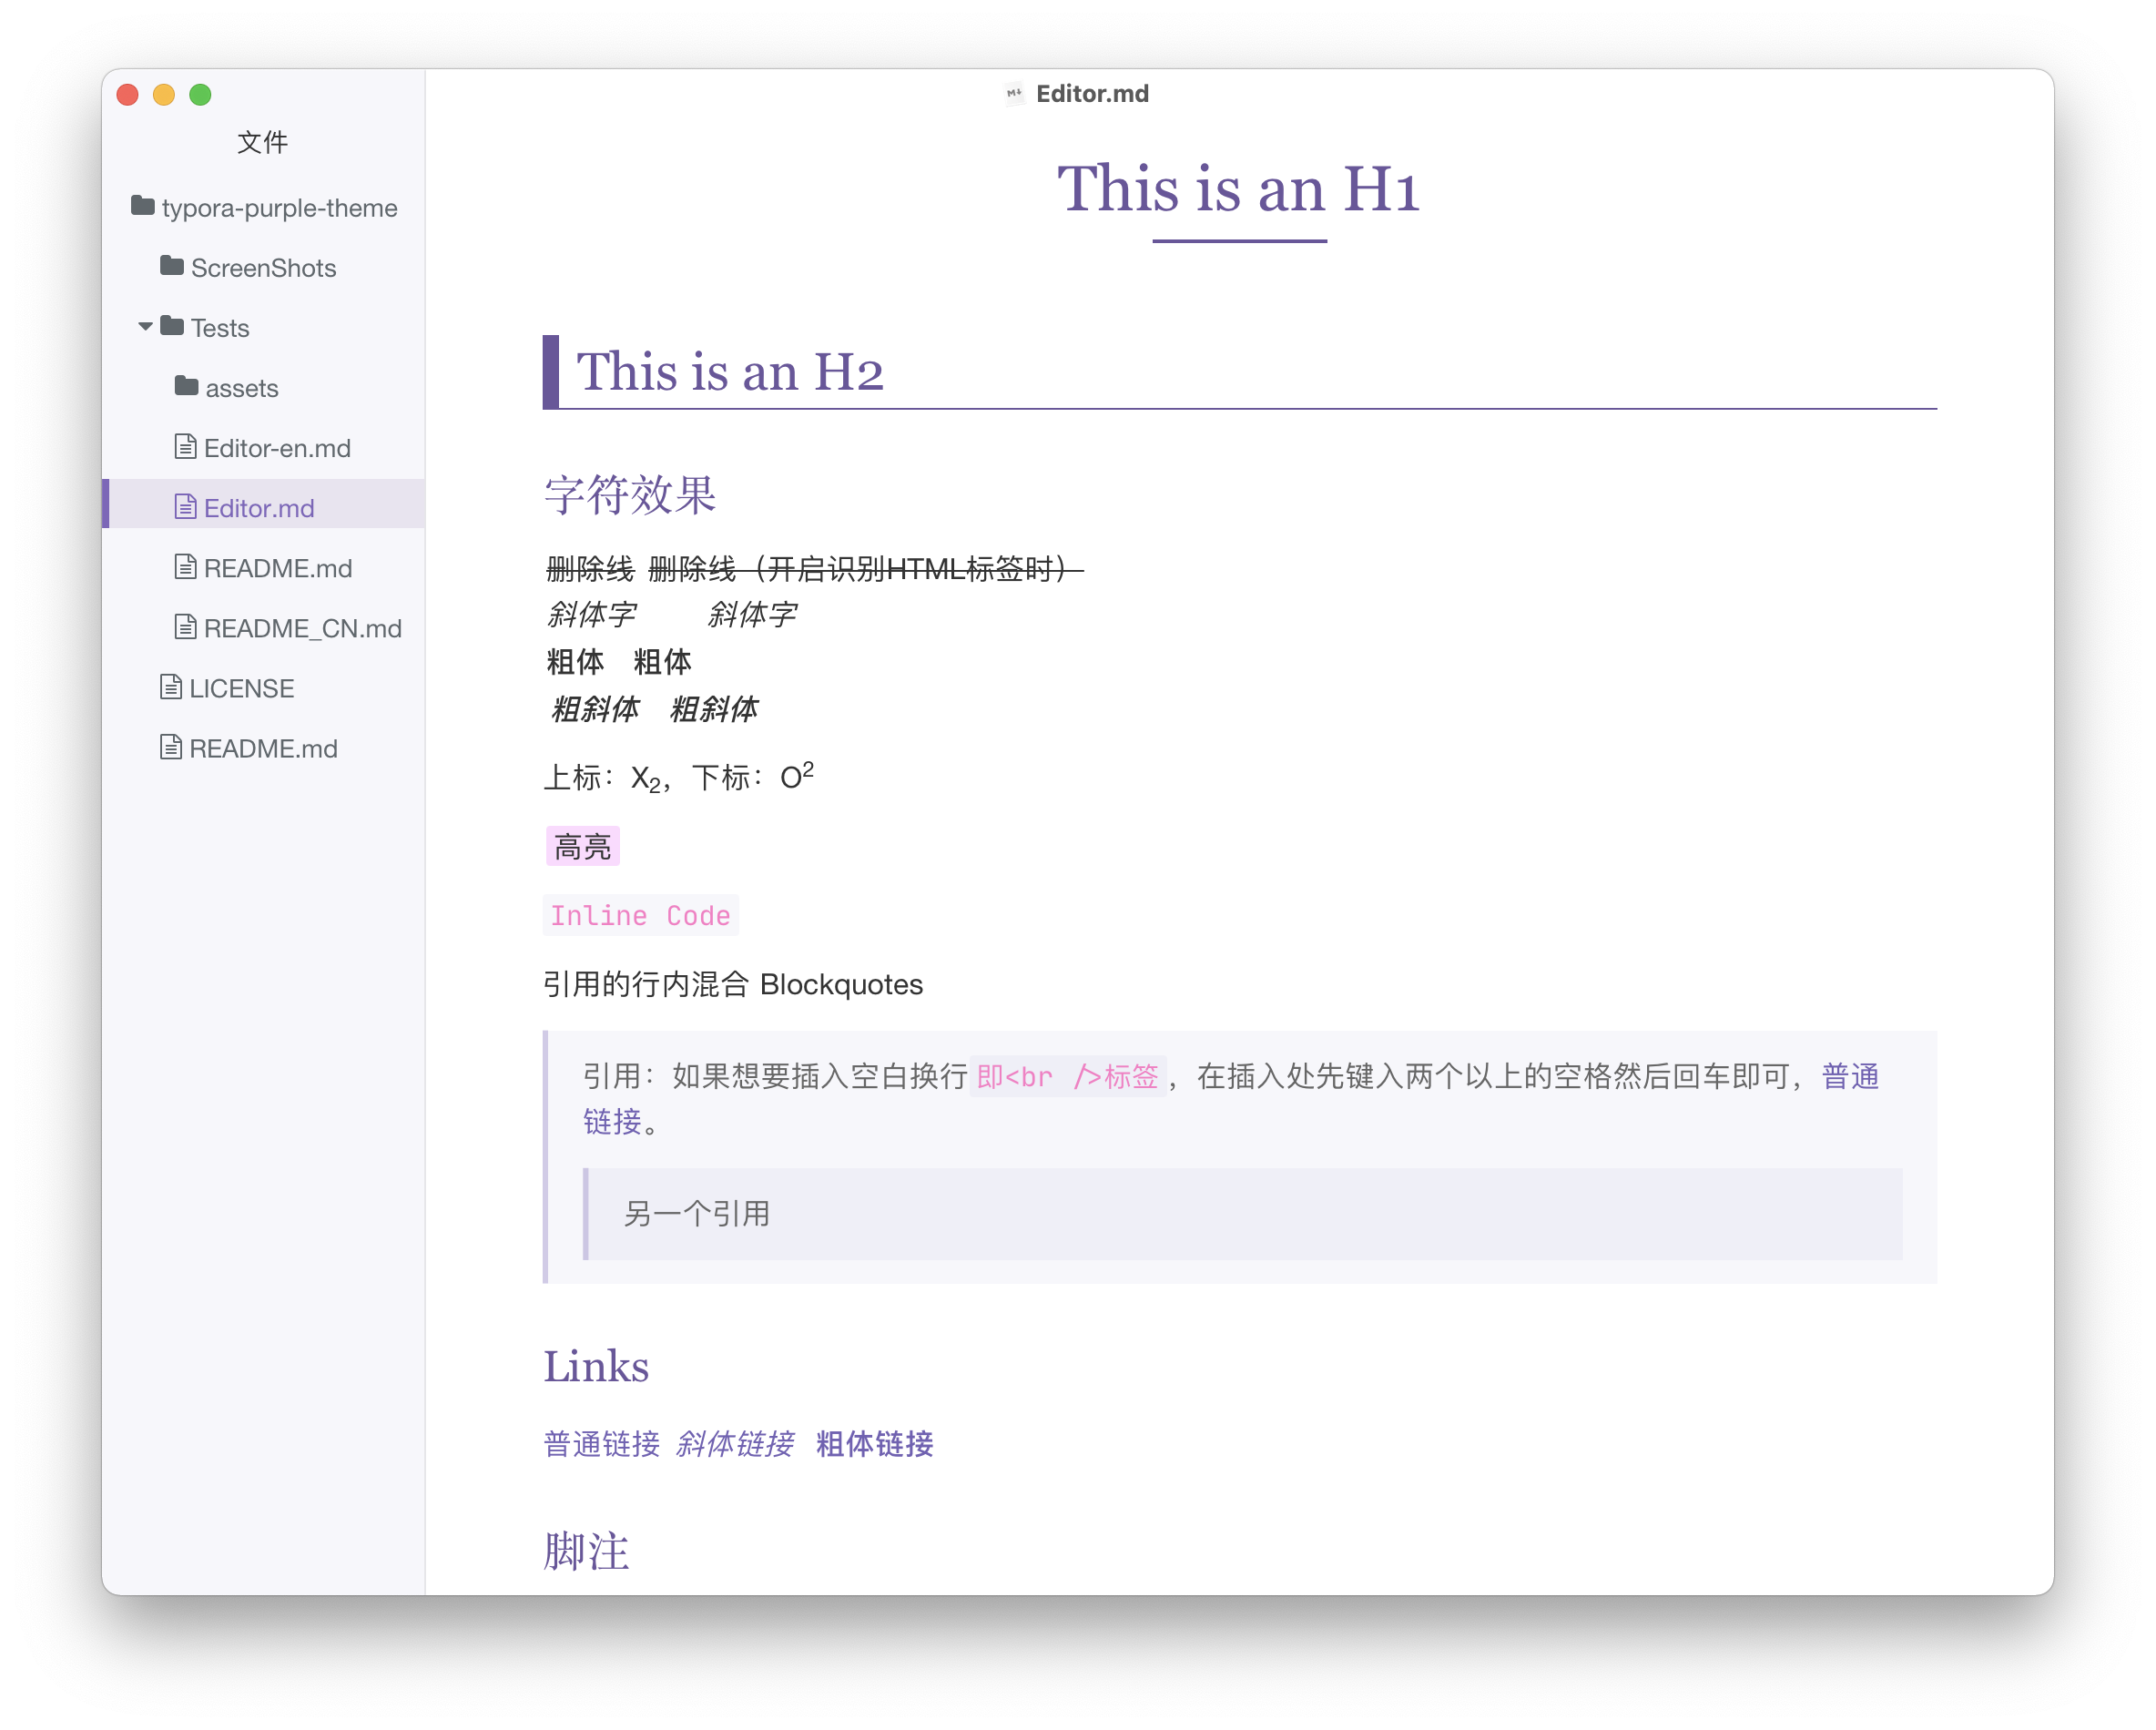 Editor.md
文件
typora-purple-theme
ScreenShots
Tests
assets
Editor-en.md
Editor.md
README.md
README_CN.md
LICENSE
README.md
This is an H1
This is an H2
字符效果
删除线 删除线（开启识别HTML标签时）
斜体字 斜体字
粗体 粗体
粗斜体 粗斜体
上标：X₂，下标：O²
高亮
Inline Code
引用的行内混合 Blockquotes
引用：如果想要插入空白换行即<br />标签，在插入处先键入两个以上的空格然后回车即可，普通
链接。
另一个引用
Links
普通链接 斜体链接 粗体链接
脚注